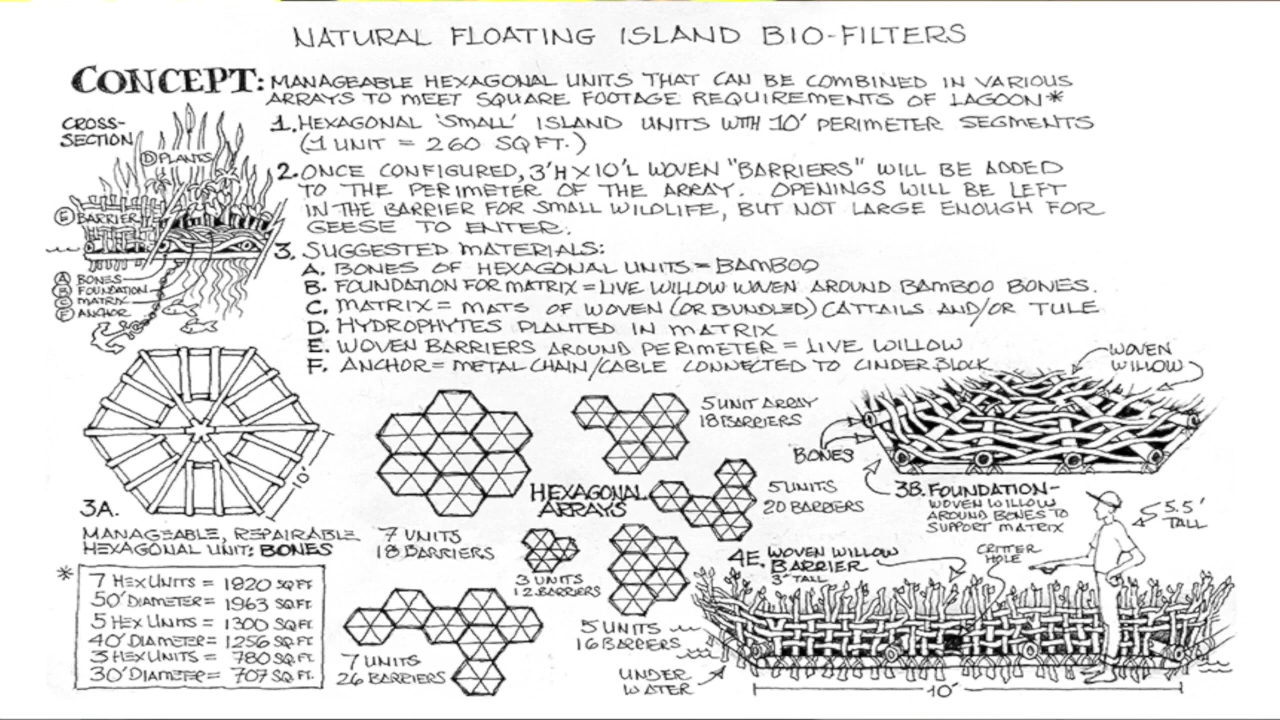 NATURAL FLOATING ISLAND BIO-FILTERS
CONCEPT: MANAGEABLE HEXAGONAL UNITS THAT CAN BE COMBINED IN VARIOUS
ARRAYS TO MEET SQUARE FOOTAGE REQUIREMENTS OF LAGOON*
1. HEXAGONAL 'SMALL' ISLAND UNITS WITH 10' PERIMETER SEGMENTS
(1 UNIT = 260 SQ FT.)
2. ONCE CONFIGURED, 3'H X 10'L WOVEN "BARRIERS" WILL BE ADDED
TO THE PERIMETER OF THE ARRAY. OPENINGS WILL BE LEFT
IN THE BARRIER FOR SMALL WILDLIFE, BUT NOT LARGE ENOUGH FOR
GEESE TO ENTER.
3. SUGGESTED MATERIALS:
A. BONES OF HEXAGONAL UNITS = BAMBOO
B. FOUNDATION FOR MATRIX = LIVE WILLOW WOVEN AROUND BAMBOO BONES.
C. MATRIX = MATS OF WOVEN (OR BUNDLED) CATTAILS AND/OR TULE
D. HYDROPHYTES PLANTED IN MATRIX
E. WOVEN BARRIERS AROUND PERIMETER = LIVE WILLOW
F. ANCHOR = METAL CHAIN/CABLE CONNECTED TO CINDER BLOCK
CROSS-
SECTION
D PLANTS
E BARRIER
A BONES
B FOUNDATION
C MATRIX
F ANCHOR
10'
3A.
MANAGEABLE, REPAIRABLE
HEXAGONAL UNIT: BONES
* 7 HEX UNITS = 1820 SQ FT
50' DIAMETER = 1963 SQ FT.
5 HEX UNITS = 1300 SQ FT.
40' DIAMETER = 1256 SQ FT.
3 HEX UNITS = 780 SQ FT.
30' DIAMETER = 707 SQ FT.
7 UNITS
18 BARRIERS
HEXAGONAL
ARRAYS
5 UNIT ARRAY
18 BARRIERS
5 UNITS
20 BARRIERS
3 UNITS
12 BARRIERS
5 UNITS
16 BARRIERS
7 UNITS
26 BARRIERS
WOVEN
WILLOW
BONES
3B. FOUNDATION-
WOVEN WILLOW
AROUND BONES TO
SUPPORT MATRIX
5.5'
TALL
4E. WOVEN WILLOW
BARRIER
3' TALL
CRITTER
HOLE
UNDER
WATER
10'